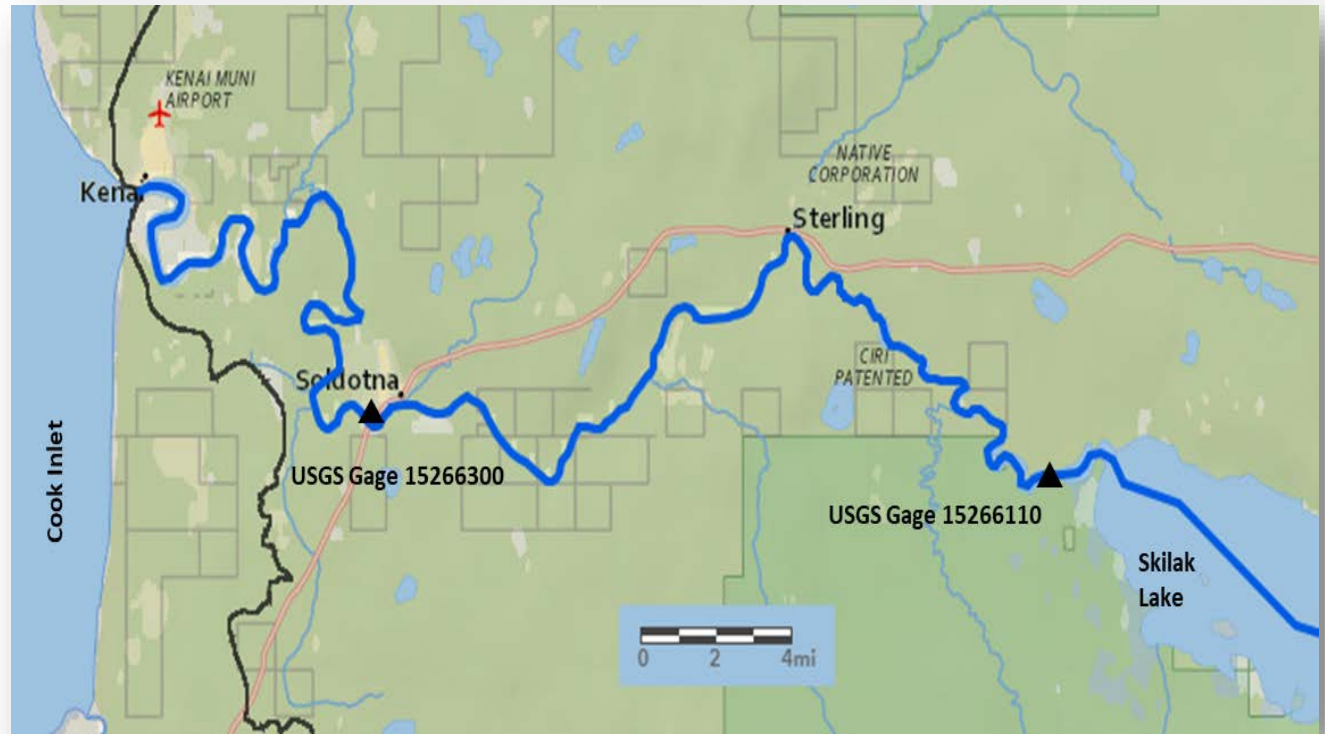 KENAI MUNI
AIRPORT
Kenai
NATIVE
CORPORATION
Sterling
CIRI
PATENTED
Soldotna
USGS Gage 15266300
USGS Gage 15266110
Cook Inlet
Skilak
Lake
0 2 4mi